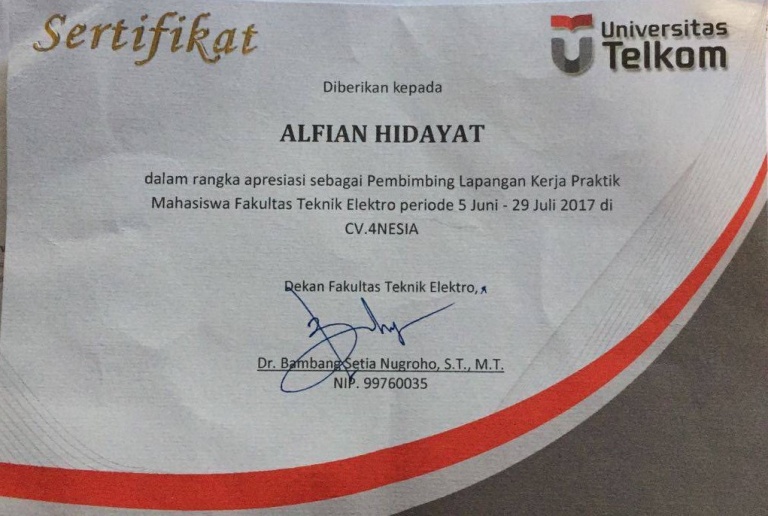 Sertifikat
Universitas
Telkom
Diberikan kepada
ALFIAN HIDAYAT
dalam rangka apresiasi sebagai Pembimbing Lapangan Kerja Praktik
Mahasiswa Fakultas Teknik Elektro periode 5 Juni - 29 Juli 2017 di
CV.4NESIA
Dekan Fakultas Teknik Elektro,
Dr. Bambang Setia Nugroho, S.T., M.T.
NIP. 99760035